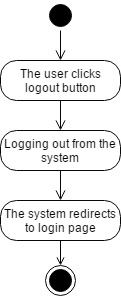 The user clicks
logout button
Logging out from the
system
The system redirects
to login page